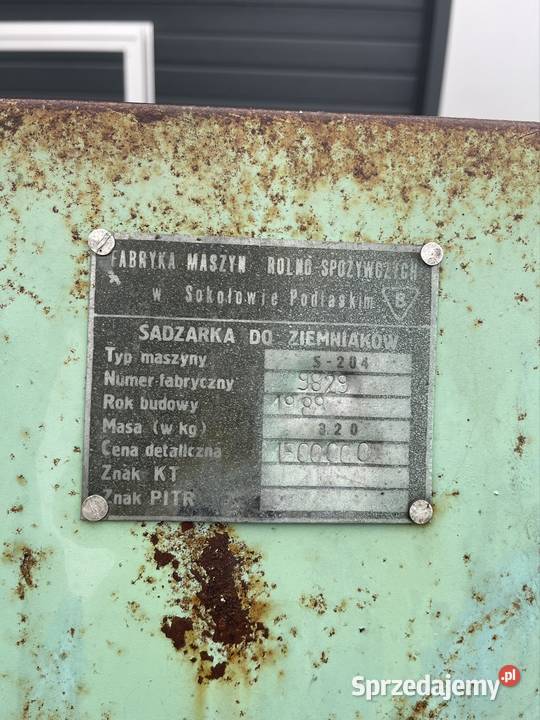 FABRYKA MASZYN ROLNO-SPOŻYWCZYCH
w Sokołowie Podlaskim B
SADZARKA DO ZIEMNIAKÓW
Typ maszyny S-204
Numer fabryczny 9829
Rok budowy 1989
Masa (w kg) 320
Cena detaliczna
Znak KT
Znak PITR
Sprzedajemy.pl